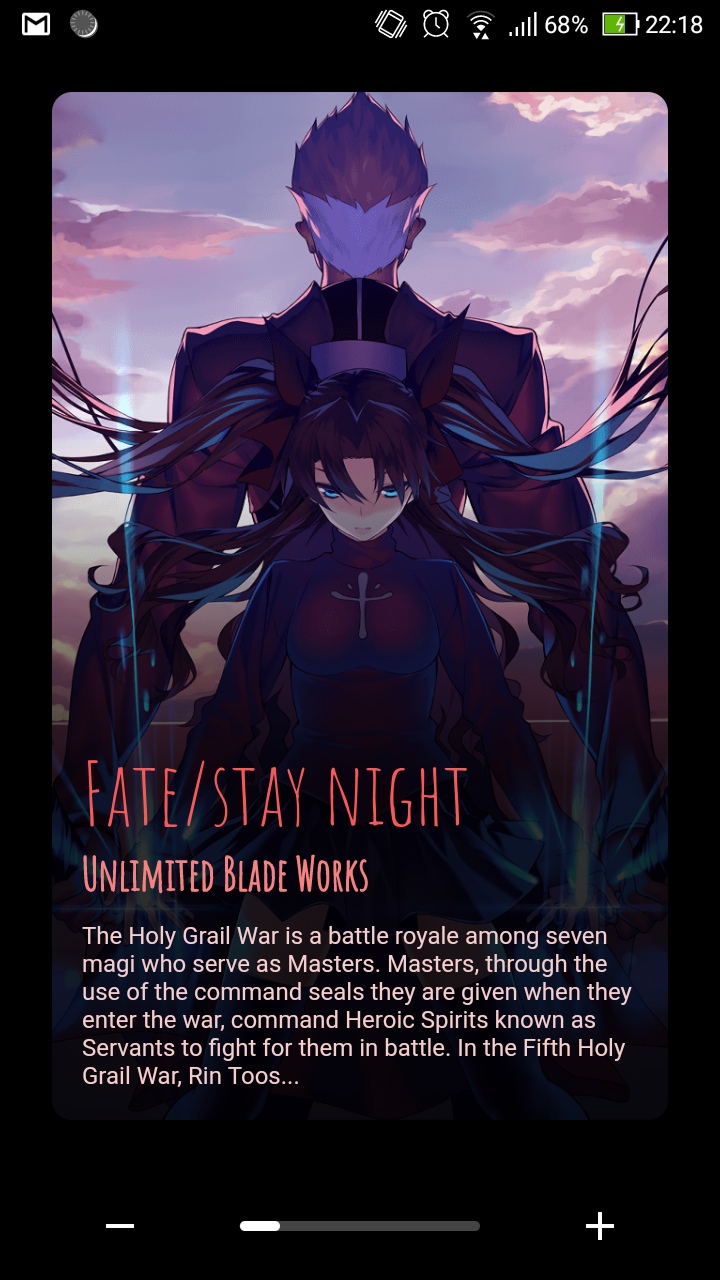 68% 22:18
Fate/stay night
Unlimited Blade Works
The Holy Grail War is a battle royale among seven
magi who serve as Masters. Masters, through the
use of the command seals they are given when they
enter the war, command Heroic Spirits known as
Servants to fight for them in battle. In the Fifth Holy
Grail War, Rin Toos...